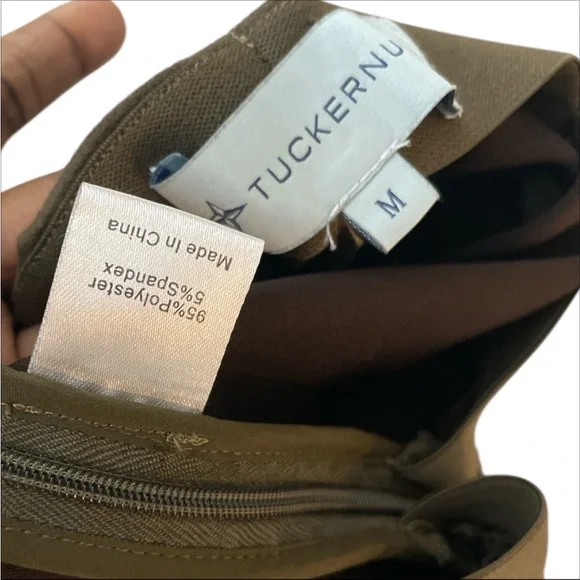 TUCKERNU
M
95%Polyester
5%Spandex
Made In China